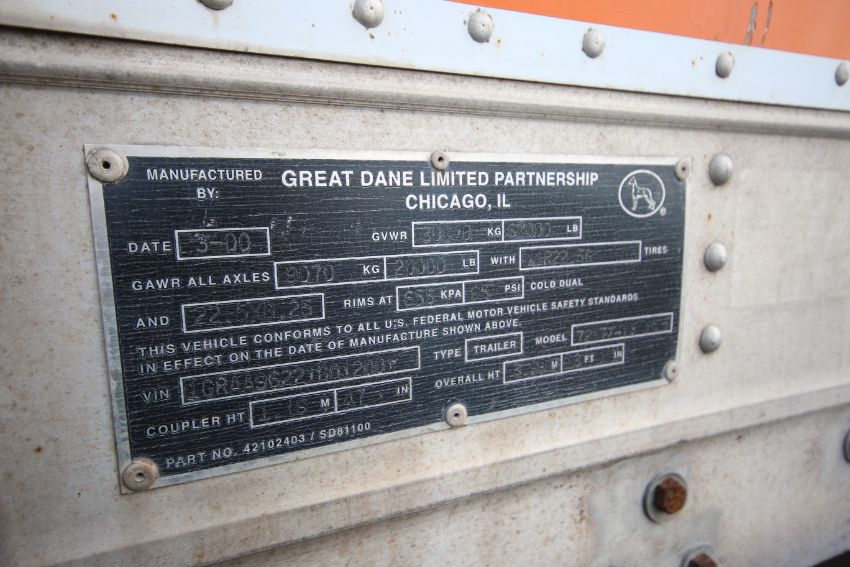 MANUFACTURED BY: GREAT DANE LIMITED PARTNERSHIP
CHICAGO, IL
DATE 3-00 GVWR KG LB
GAWR ALL AXLES 9070 KG 20000 LB WITH TIRES
AND 22.5X8.25 RIMS AT 655 KPA PSI COLD DUAL
THIS VEHICLE CONFORMS TO ALL U.S. FEDERAL MOTOR VEHICLE SAFETY STANDARDS
IN EFFECT ON THE DATE OF MANUFACTURE SHOWN ABOVE.
VIN TYPE TRAILER MODEL
COUPLER HT M 47 IN OVERALL HT M FT IN
PART NO. 42102403 / SD81100